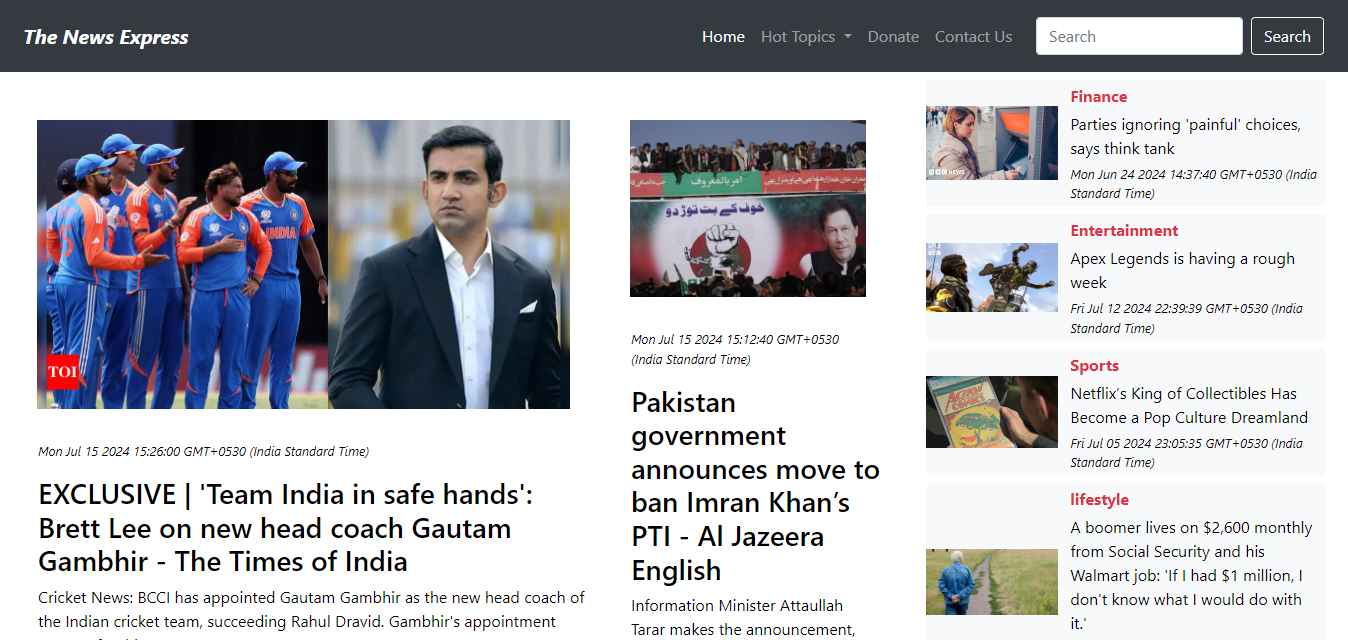 The News Express
Home
Hot Topics
Donate
Contact Us
Search
Search
TOI
Mon Jul 15 2024 15:26:00 GMT+0530 (India Standard Time)
EXCLUSIVE | 'Team India in safe hands':
Brett Lee on new head coach Gautam
Gambhir - The Times of India
Cricket News: BCCI has appointed Gautam Gambhir as the new head coach of
the Indian cricket team, succeeding Rahul Dravid. Gambhir's appointment
امر بالمعروف
خوف کے بت توڑ دو
Mon Jul 15 2024 15:12:40 GMT+0530
(India Standard Time)
Pakistan
government
announces move to
ban Imran Khan’s
PTI - Al Jazeera
English
Information Minister Attaullah
Tarar makes the announcement,
BBC NEWS
Finance
Parties ignoring 'painful' choices,
says think tank
Mon Jun 24 2024 14:37:40 GMT+0530 (India
Standard Time)
Entertainment
Apex Legends is having a rough
week
Fri Jul 12 2024 22:39:39 GMT+0530 (India
Standard Time)
ACTION
COMICS
Sports
Netflix’s King of Collectibles Has
Become a Pop Culture Dreamland
Fri Jul 05 2024 23:05:35 GMT+0530 (India
Standard Time)
lifestyle
A boomer lives on $2,600 monthly
from Social Security and his
Walmart job: 'If I had $1 million, I
don't know what I would do with
it.'